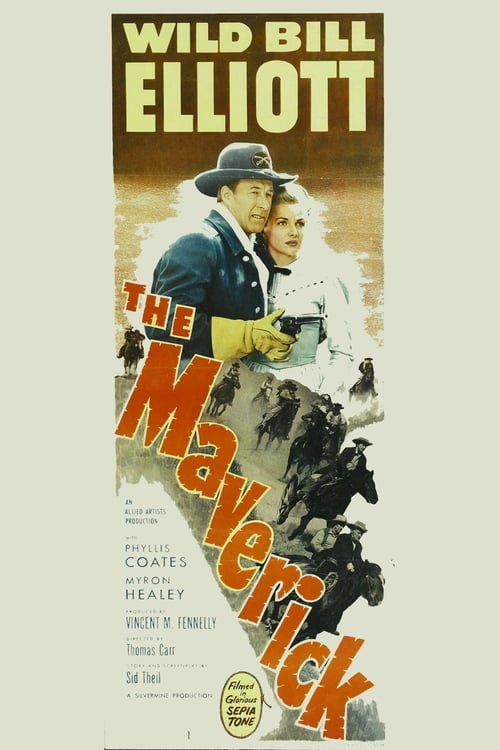 WILD BILL
ELLIOTT
THE
Maverick
AN
ALLIED ARTISTS
PRODUCTION
with
PHYLLIS
COATES
MYRON
HEALEY
PRODUCED BY
VINCENT M. FENNELLY
DIRECTED BY
Thomas Carr
STORY AND SCREENPLAY BY
Sid Theil
A SILVERMINE PRODUCTION
Filmed
in
Glorious
SEPIA
TONE